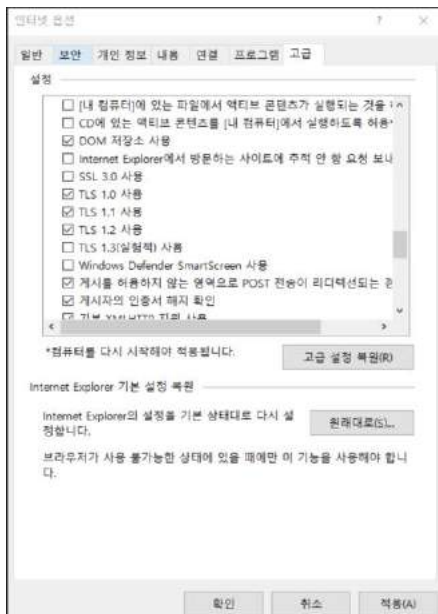 인터넷 옵션
? ×
일반 보안 개인 정보 내용 연결 프로그램 고급
설정
[내 컴퓨터]에 있는 파일에서 액티브 콘텐츠가 실행되는 것을
CD에 있는 액티브 콘텐츠를 [내 컴퓨터]에서 실행하도록 허용*
DOM 저장소 사용
Internet Explorer에서 방문하는 사이트에 추적 안 함 요청 보내
SSL 3.0 사용
TLS 1.0 사용
TLS 1.1 사용
TLS 1.2 사용
TLS 1.3(실험적) 사용
Windows Defender SmartScreen 사용
게시를 허용하지 않는 영역으로 POST 전송이 리디렉션되는
게시자의 인증서 해지 확인
기본 XMLHTTP 지원 사용
*컴퓨터를 다시 시작해야 적용됩니다.
고급 설정 복원(R)
Internet Explorer 기본 설정 복원
Internet Explorer의 설정을 기본 상태대로 다시 설
정합니다.
원래대로(S)...
브라우저가 사용 불가능한 상태에 있을 때에만 이 기능을 사용해야 합니
다.
확인 취소 적용(A)